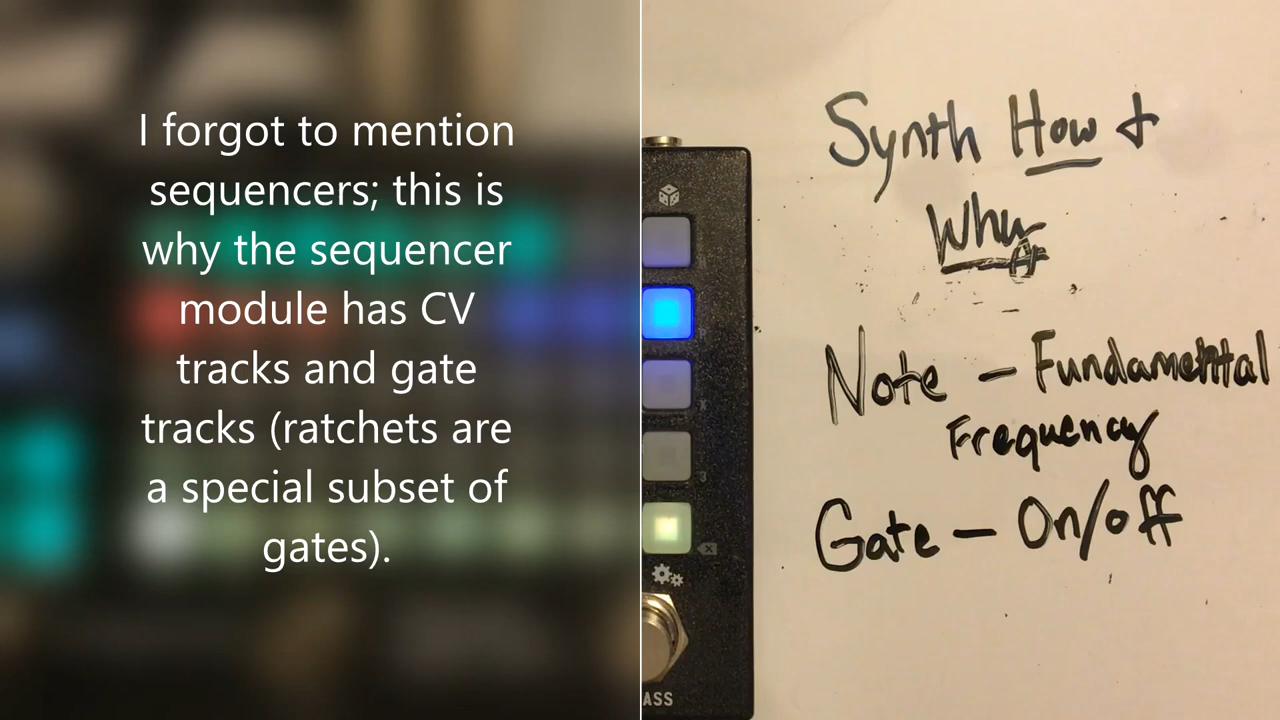 I forgot to mention
sequencers; this is
why the sequencer
module has CV
tracks and gate
tracks (ratchets are
a special subset of
gates).
Synth How &
Why
Note - Fundamental
Frequency
Gate - On/off
ASS